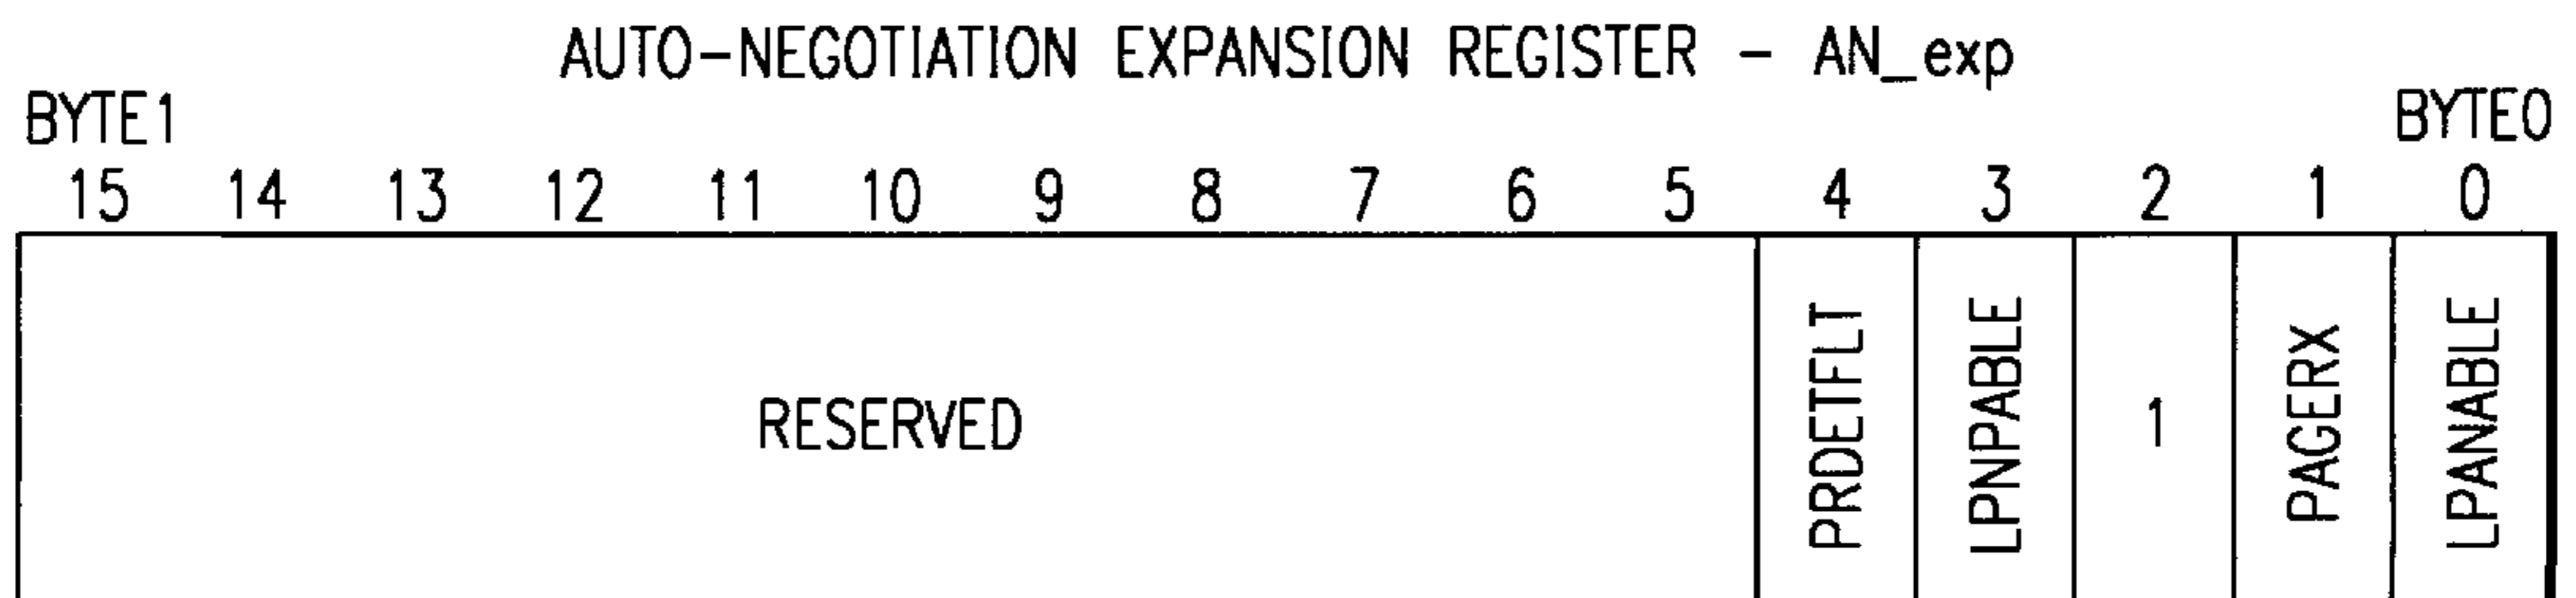 AUTO-NEGOTIATION EXPANSION REGISTER - AN_exp
BYTE1 BYTE0
15 14 13 12 11 10 9 8 7 6 5 4 3 2 1 0
RESERVED PRDETFLT LPNPABLE 1 PAGERX LPANABLE